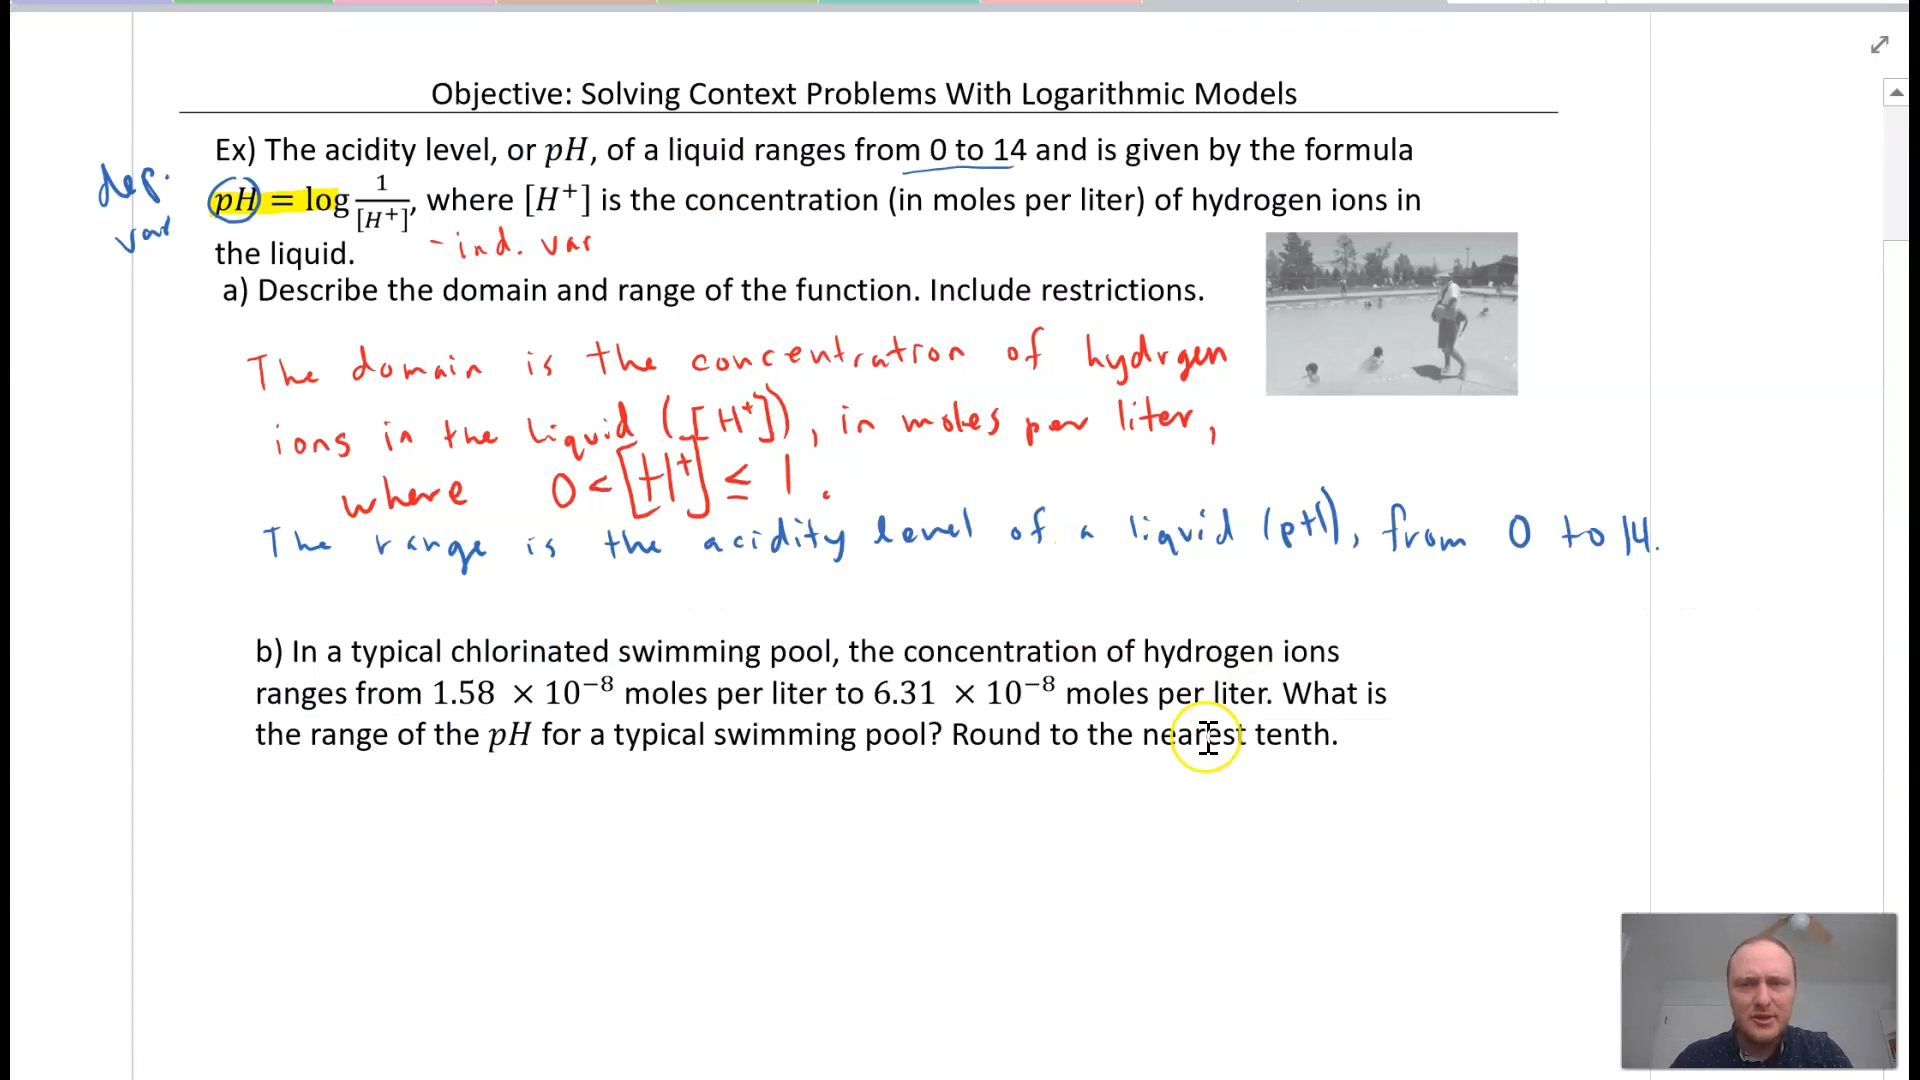 Objective: Solving Context Problems With Logarithmic Models
Ex) The acidity level, or pH, of a liquid ranges from 0 to 14 and is given by the formula
dep.
var
pH = log 1/[H⁺], where [H⁺] is the concentration (in moles per liter) of hydrogen ions in
the liquid.
- ind. var
a) Describe the domain and range of the function. Include restrictions.
The domain is the concentration of hydrgen
ions in the liquid ([H⁺]), in moles per liter,
where 0 < [H⁺] ≤ 1.
The range is the acidity level of a liquid (pH), from 0 to 14.
b) In a typical chlorinated swimming pool, the concentration of hydrogen ions
ranges from 1.58 × 10⁻⁸ moles per liter to 6.31 × 10⁻⁸ moles per liter. What is
the range of the pH for a typical swimming pool? Round to the nearest tenth.